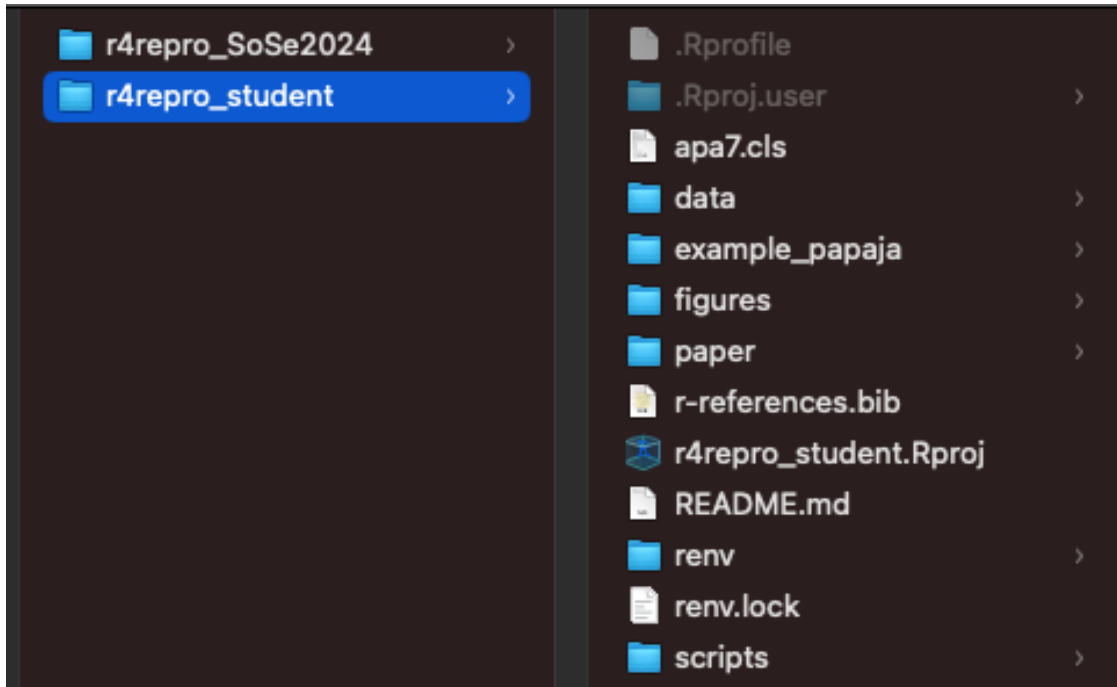 r4repro_SoSe2024
r4repro_student
.Rprofile
.Rproj.user
apa7.cls
data
example_papaja
figures
paper
r-references.bib
r4repro_student.Rproj
README.md
renv
renv.lock
scripts